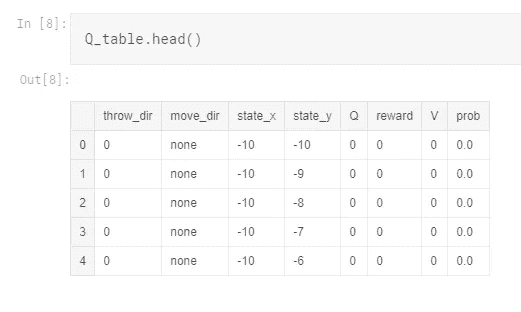 In [8]:
Q_table.head()
Out[8]:
throw_dir move_dir state_x state_y Q reward V prob
0 0 none -10 -10 0 0 0 0.0
1 0 none -10 -9 0 0 0 0.0
2 0 none -10 -8 0 0 0 0.0
3 0 none -10 -7 0 0 0 0.0
4 0 none -10 -6 0 0 0 0.0